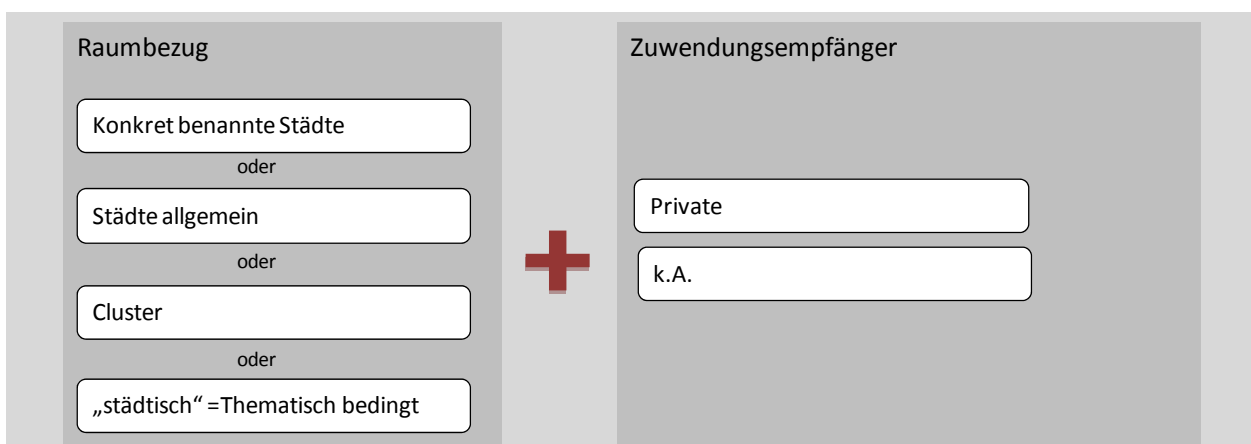 Raumbezug
Konkret benannte Städte
oder
Städte allgemein
oder
Cluster
oder
„städtisch“ =Thematisch bedingt
Zuwendungsempfänger
Private
k.A.